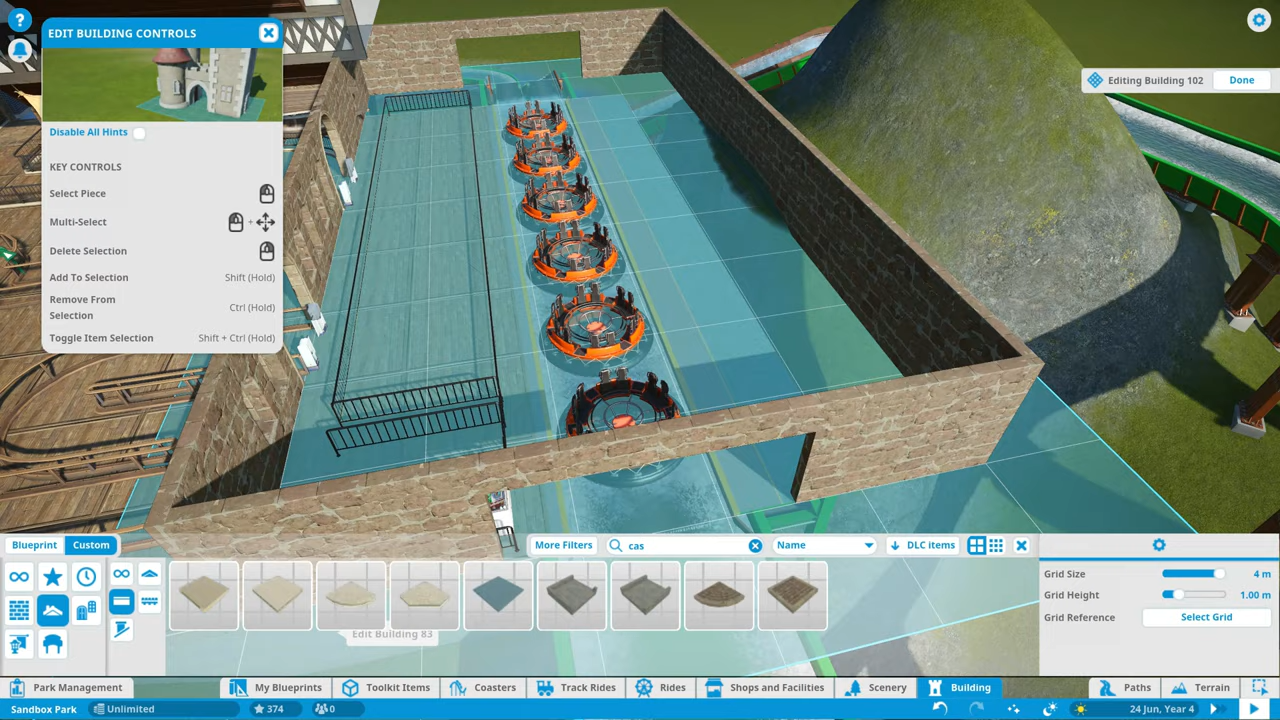 EDIT BUILDING CONTROLS
Disable All Hints
KEY CONTROLS
Select Piece
Multi-Select +
Delete Selection
Add To Selection Shift (Hold)
Remove From Selection Ctrl (Hold)
Toggle Item Selection Shift + Ctrl (Hold)
Editing Building 102 Done
Blueprint Custom More Filters cas Name DLC items
Edit Building 83
Grid Size 4 m
Grid Height 1.00 m
Grid Reference Select Grid
Park Management My Blueprints Toolkit Items Coasters Track Rides Rides Shops and Facilities Scenery Building Paths Terrain
Sandbox Park Unlimited 374 0 24 Jun, Year 4